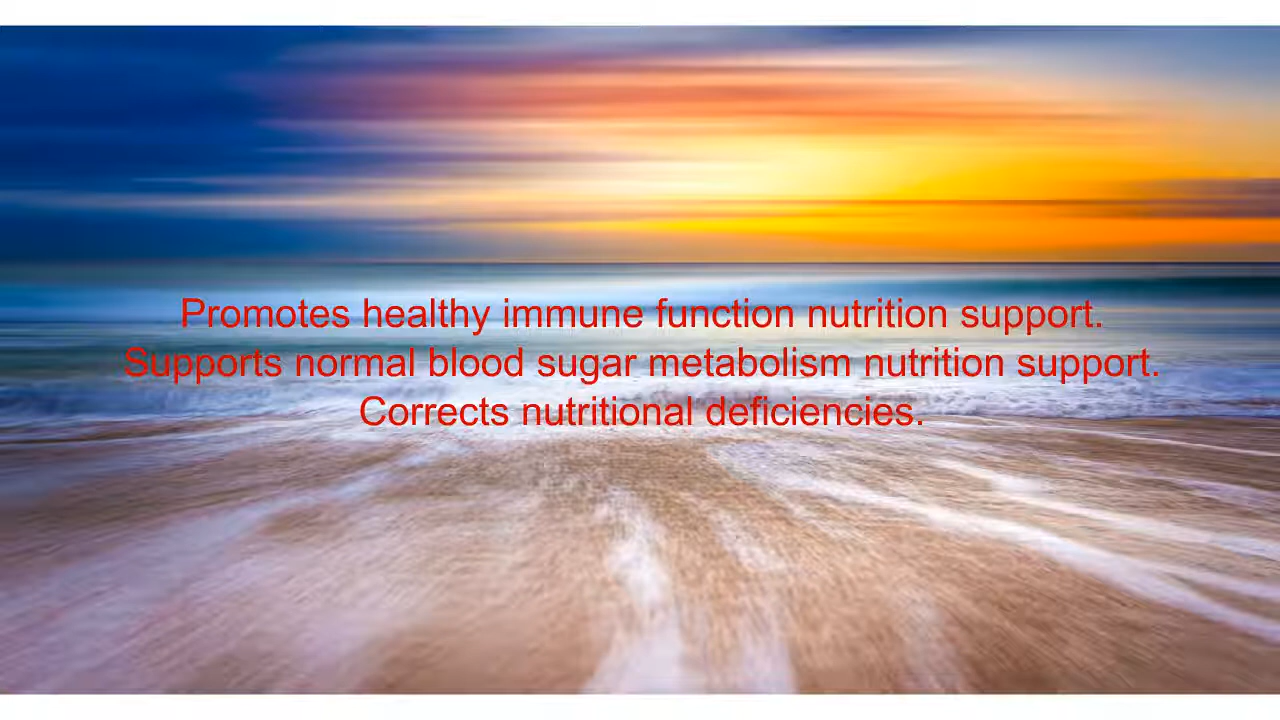 Promotes healthy immune function nutrition support.
Supports normal blood sugar metabolism nutrition support.
Corrects nutritional deficiencies.